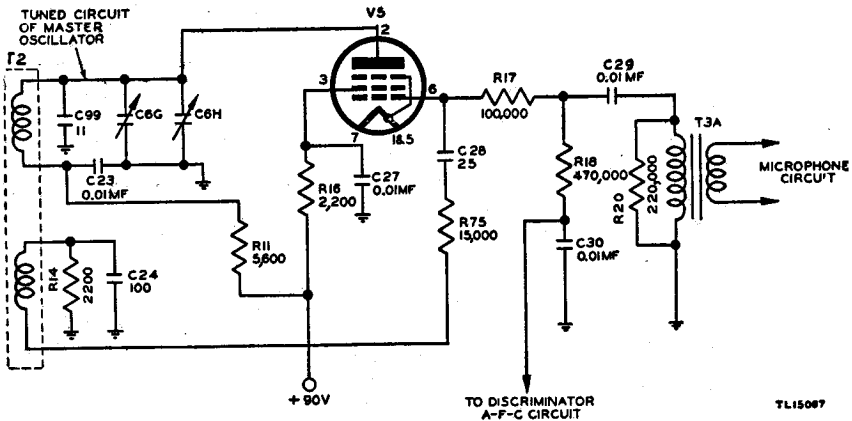 TUNED CIRCUIT
OF MASTER
OSCILLATOR
T2
V5
2
3
6
7
1&5
C99
11
C6G
C6H
C23
0.01MF
R16
2,200
C27
0.01MF
C28
25
R17
100,000
C29
0.01MF
T3A
R18
470,000
R20
220,000
MICROPHONE
CIRCUIT
R11
5,600
R75
15,000
C30
0.01MF
R14
2200
C24
100
+90V
TO DISCRIMINATOR
A-F-C CIRCUIT
TL15087